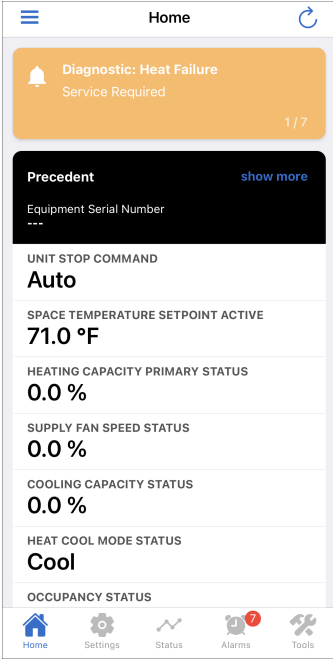 Home
Diagnostic: Heat Failure
Service Required
1 / 7
Precedent show more
Equipment Serial Number
---
UNIT STOP COMMAND
Auto
SPACE TEMPERATURE SETPOINT ACTIVE
71.0 °F
HEATING CAPACITY PRIMARY STATUS
0.0 %
SUPPLY FAN SPEED STATUS
0.0 %
COOLING CAPACITY STATUS
0.0 %
HEAT COOL MODE STATUS
Cool
OCCUPANCY STATUS
7
Home Settings Status Alarms Tools